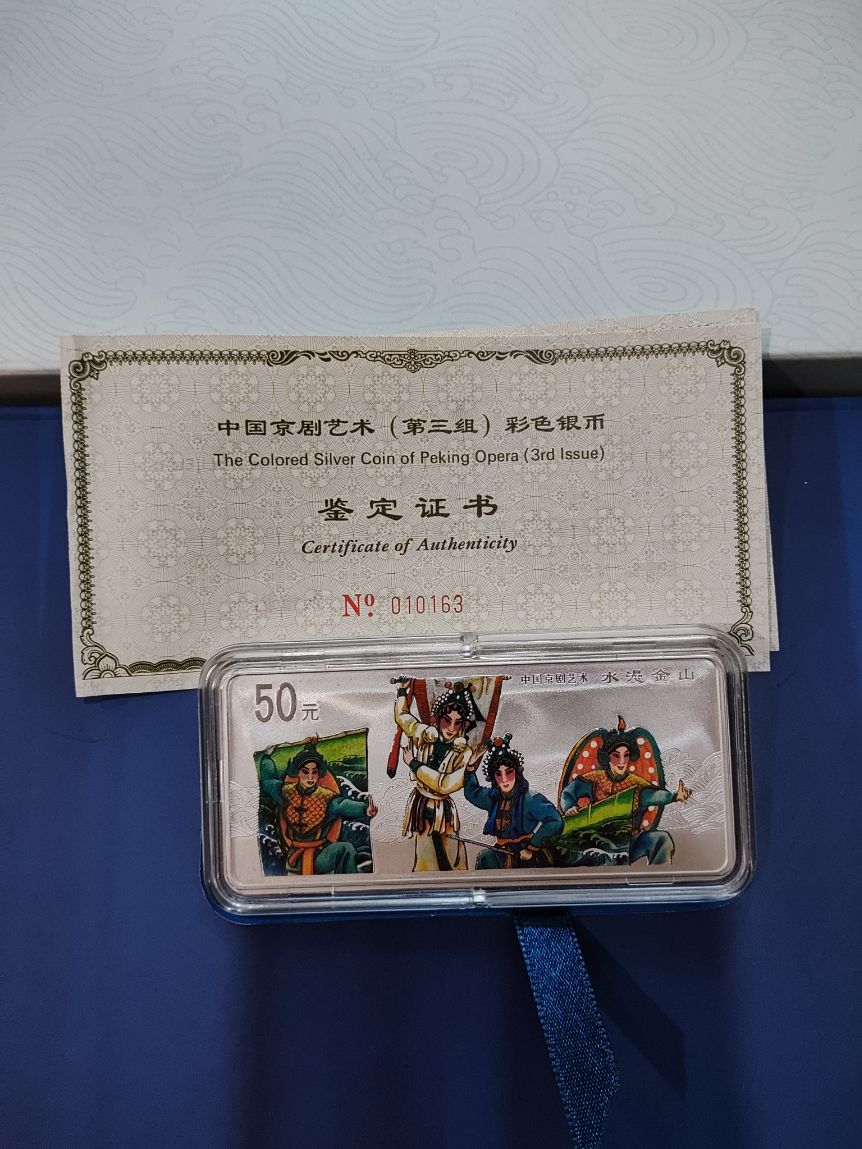 中国京剧艺术（第三组）彩色银币
The Colored Silver Coin of Peking Opera (3rd Issue)
鉴定证书
Certificate of Authenticity
Nº 010163
50元
中国京剧艺术 水漫金山